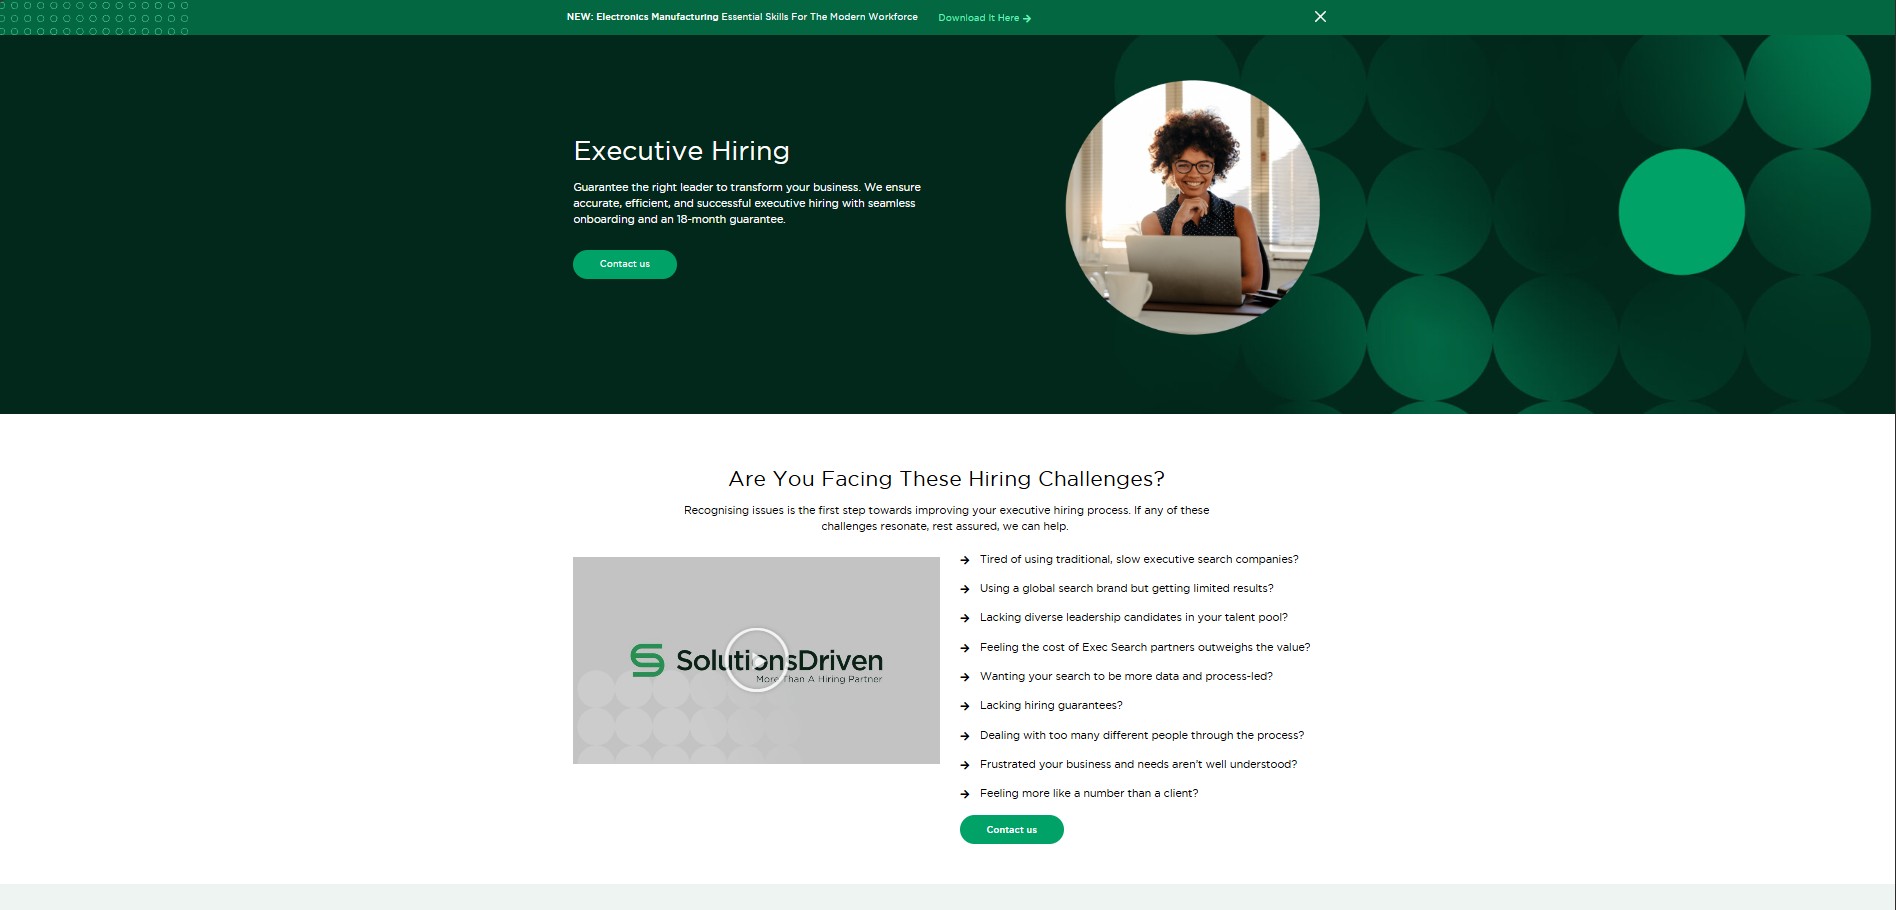 NEW: Electronics Manufacturing Essential Skills For The Modern Workforce Download It Here →
Executive Hiring
Guarantee the right leader to transform your business. We ensure
accurate, efficient, and successful executive hiring with seamless
onboarding and an 18-month guarantee.
Contact us
Are You Facing These Hiring Challenges?
Recognising issues is the first step towards improving your executive hiring process. If any of these
challenges resonate, rest assured, we can help.
SolutionsDriven
More Than A Hiring Partner
→ Tired of using traditional, slow executive search companies?
→ Using a global search brand but getting limited results?
→ Lacking diverse leadership candidates in your talent pool?
→ Feeling the cost of Exec Search partners outweighs the value?
→ Wanting your search to be more data and process-led?
→ Lacking hiring guarantees?
→ Dealing with too many different people through the process?
→ Frustrated your business and needs aren't well understood?
→ Feeling more like a number than a client?
Contact us